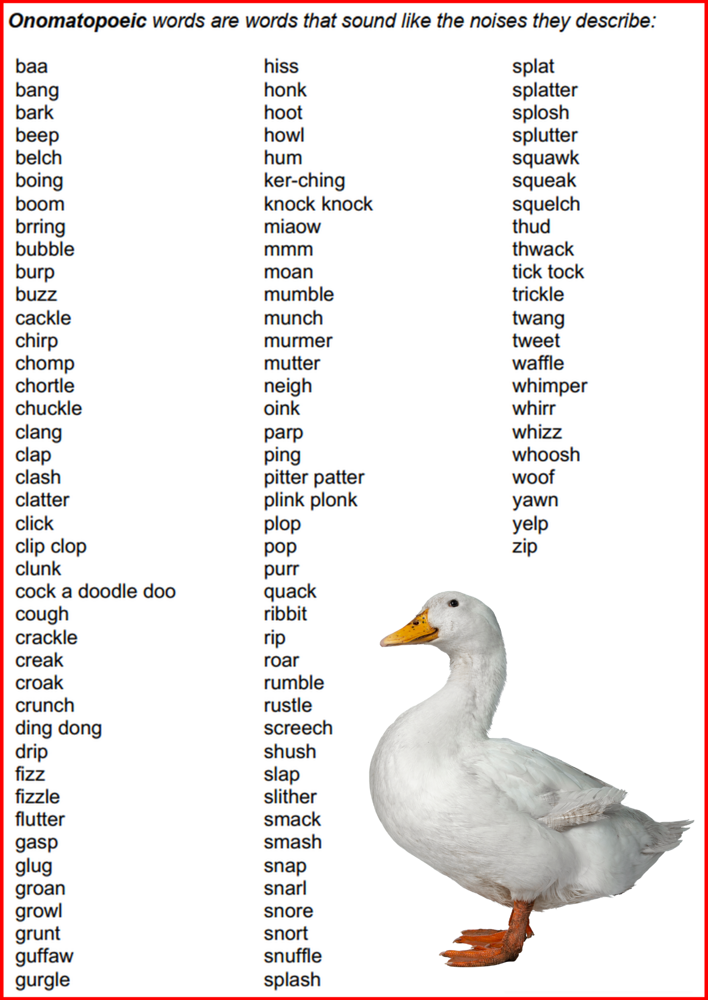 Onomatopoeic words are words that sound like the noises they describe:
baa
bang
bark
beep
belch
boing
boom
brring
bubble
burp
buzz
cackle
chirp
chomp
chortle
chuckle
clang
clap
clash
clatter
click
clip clop
clunk
cock a doodle doo
cough
crackle
creak
croak
crunch
ding dong
drip
fizz
fizzle
flutter
gasp
glug
groan
growl
grunt
guffaw
gurgle
hiss
honk
hoot
howl
hum
ker-ching
knock knock
miaow
mmm
moan
mumble
munch
murmer
mutter
neigh
oink
parp
ping
pitter patter
plink plonk
plop
pop
purr
quack
ribbit
rip
roar
rumble
rustle
screech
shush
slap
slither
smack
smash
snap
snarl
snore
snort
snuffle
splash
splat
splatter
splosh
splutter
squawk
squeak
squelch
thud
thwack
tick tock
trickle
twang
tweet
waffle
whimper
whirr
whizz
whoosh
woof
yawn
yelp
zip